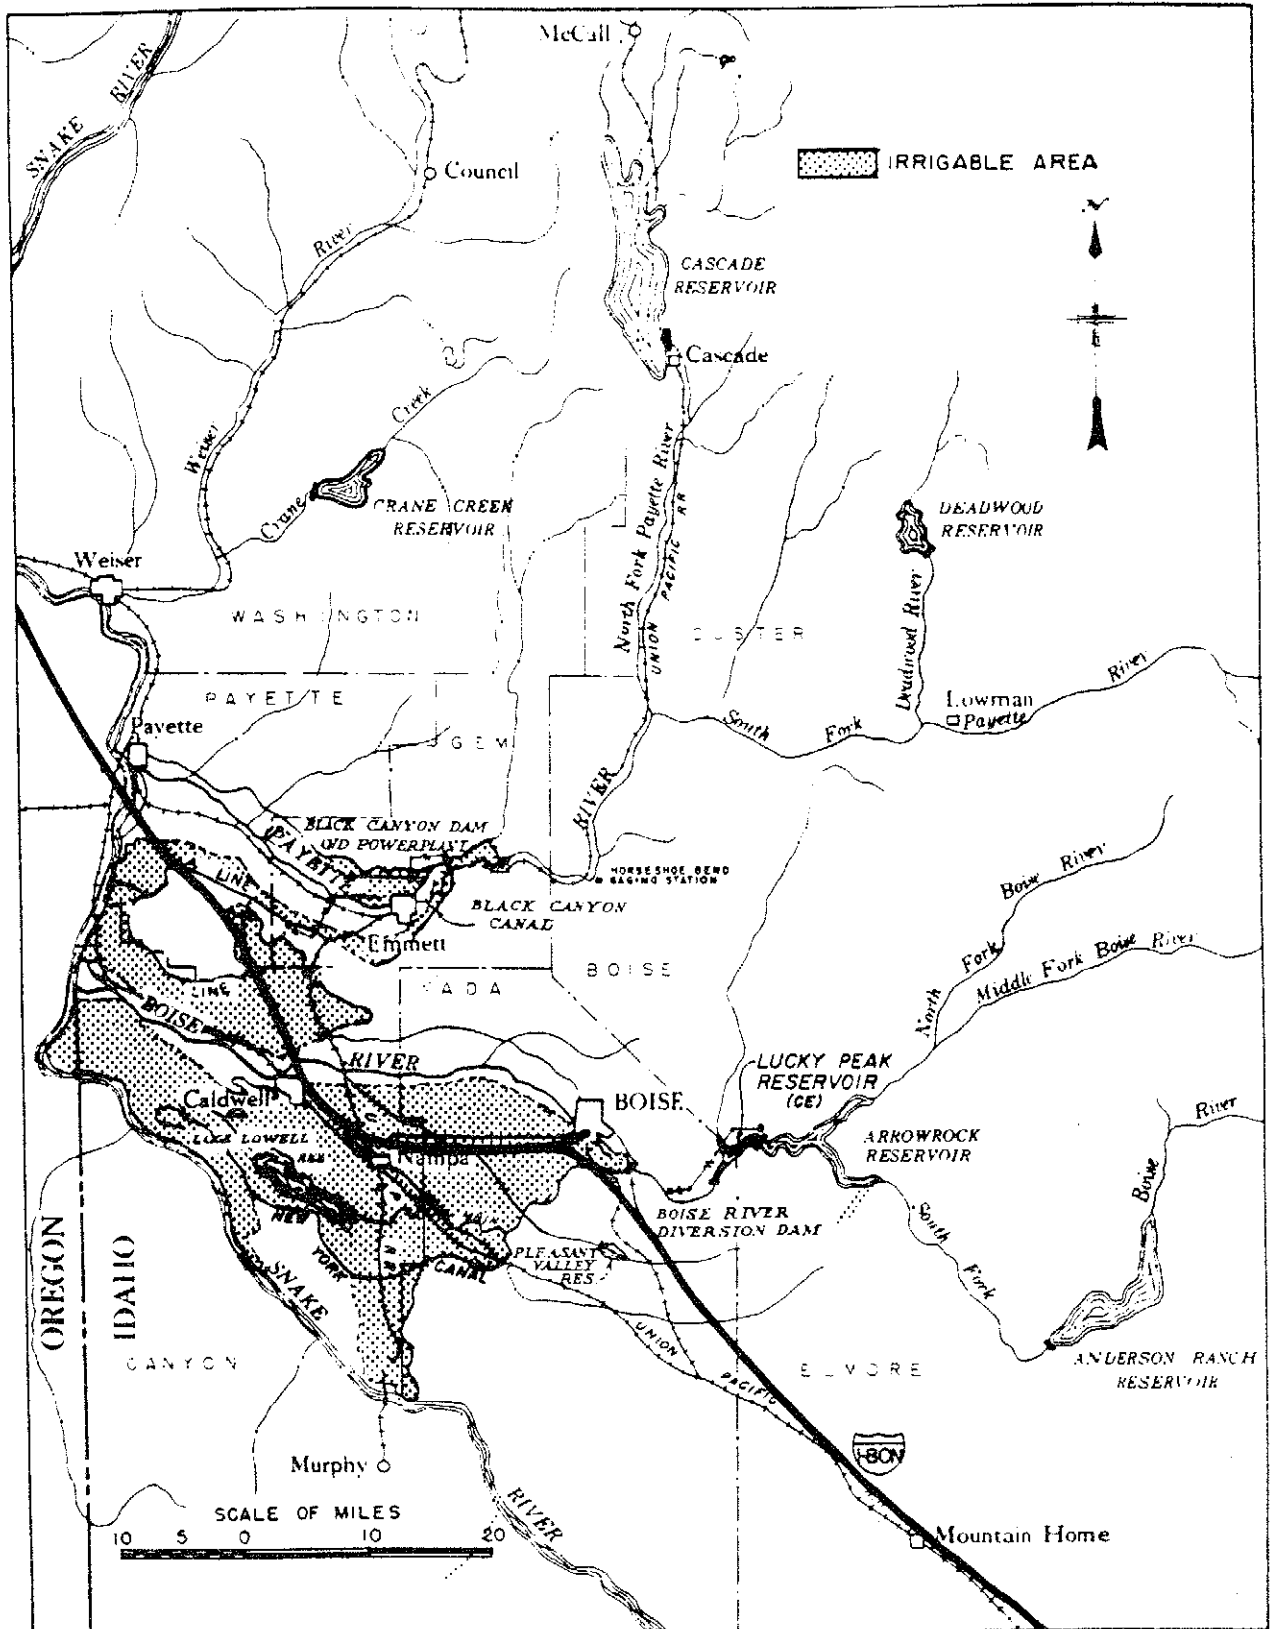 McCall
SNAKE RIVER
IRRIGABLE AREA
Council
River
N
CASCADE
RESERVOIR
Cascade
Creek
Weiser
Crane
CRANE CREEK
RESERVOIR
DEADWOOD
RESERVOIR
North Fork Payette River
UNION PACIFIC RR
Deadwood River
Weiser
WASHINGTON
River
PAYETTE
Lowman
Payette
Payette
South Fork
GEM
RIVER
BLACK CANYON DAM
AND POWERPLANT
PAYETTE
LINE
HORSESHOE BEND
GAGING STATION
BLACK CANYON
CANAL
Emmett
Boise River
North Fork
Middle Fork Boise River
BOISE
ADA
LINE
BOISE
RIVER
LUCKY PEAK
RESERVOIR
(CE)
Caldwell
BOISE
ARROWROCK
RESERVOIR
River
Boise
LOWELL
Nampa
NEW
YORK
CANAL
BOISE RIVER
DIVERSION DAM
PLEASANT
VALLEY
RES
South Fork
OREGON
IDAHO
SNAKE
UNION
PACIFIC
CANYON
ELMORE
ANDERSON RANCH
RESERVOIR
I-80N
Murphy
RIVER
SCALE OF MILES
10 5 0 10 20
Mountain Home